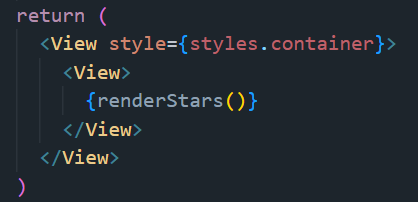 return (
  <View style={styles.container}>
    <View>
      {renderStars()}
    </View>
  </View>
)